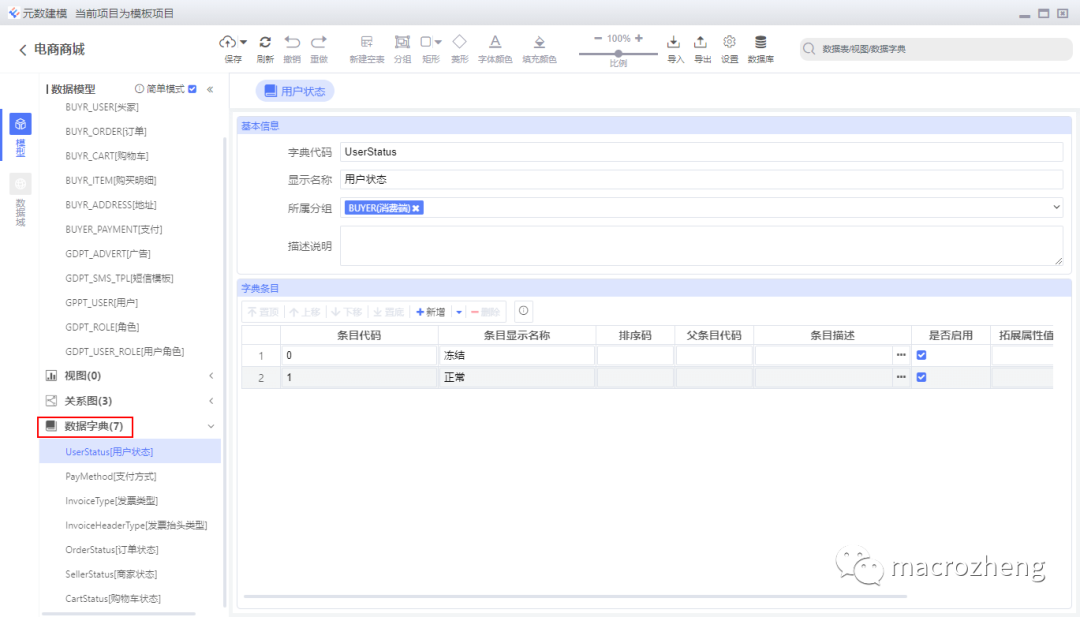 元数建模 当前项目为模板项目
电商商城
保存 刷新 撤销 重做 新建空表 分组 矩形 菱形 字体颜色 填充颜色 100% 比例 导入 导出 设置 数据库 数据表/视图/数据字典
模型
数据域
数据模型 简单模式
BUYR_USER[买家]
BUYR_ORDER[订单]
BUYR_CART[购物车]
BUYR_ITEM[购买明细]
BUYR_ADDRESS[地址]
BUYER_PAYMENT[支付]
GDPT_ADVERT[广告]
GDPT_SMS_TPL[短信模板]
GPPT_USER[用户]
GDPT_ROLE[角色]
GDPT_USER_ROLE[用户角色]
视图(0)
关系图(3)
数据字典(7)
UserStatus[用户状态]
PayMethod[支付方式]
InvoiceType[发票类型]
InvoiceHeaderType[发票抬头类型]
OrderStatus[订单状态]
SellerStatus[商家状态]
CartStatus[购物车状态]
用户状态
基本信息
字典代码 UserStatus
显示名称 用户状态
所属分组 BUYER(消费端)
描述说明
字典条目
置顶 上移 下移 置底 新增 删除
条目代码 条目显示名称 排序码 父条目代码 条目描述 是否启用 拓展属性值
1 0 冻结
2 1 正常
macrozheng